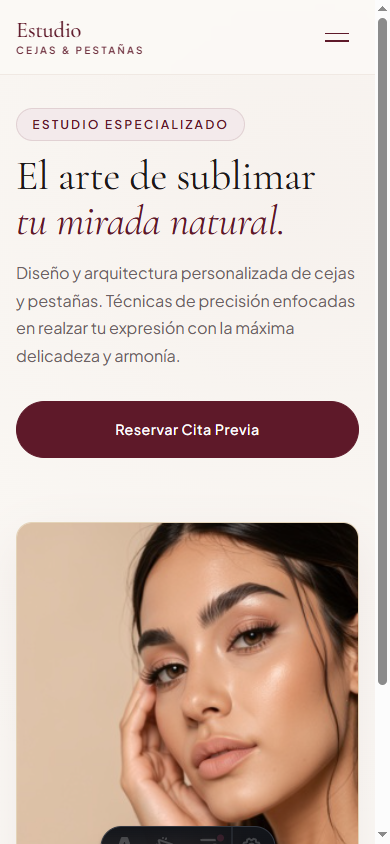 Estudio
CEJAS & PESTAÑAS
ESTUDIO ESPECIALIZADO
El arte de sublimar
tu mirada natural.
Diseño y arquitectura personalizada de cejas
y pestañas. Técnicas de precisión enfocadas
en realzar tu expresión con la máxima
delicadeza y armonía.
Reservar Cita Previa